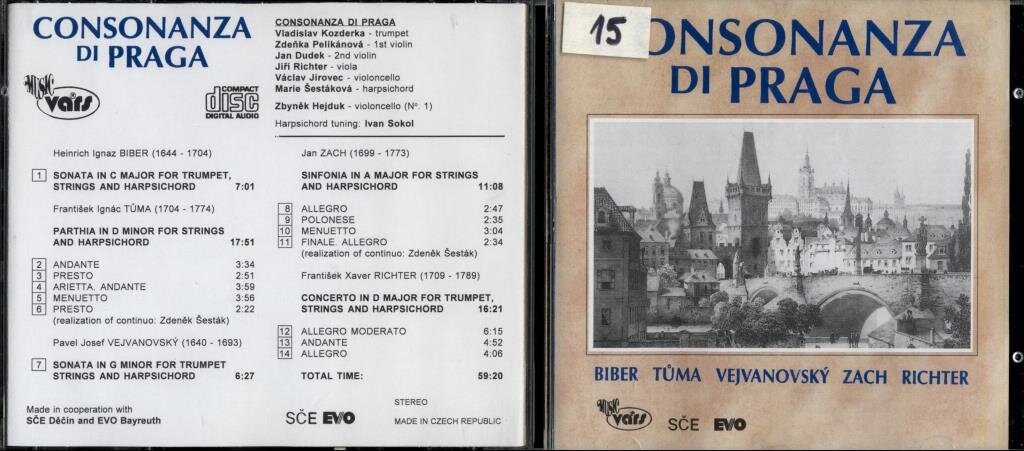 CONSONANZA
DI PRAGA
MUSIC
vars
COMPACT
disc
DIGITAL AUDIO
CONSONANZA DI PRAGA
Vladislav Kozderka - trumpet
Zdeňka Pelikánová - 1st violin
Jan Dudek - 2nd violin
Jiří Richter - viola
Václav Jirovec - violoncello
Marie Šestáková - harpsichord
Zbyněk Hejduk - violoncello (Nº. 1)
Harpsichord tuning: Ivan Sokol
Heinrich Ignaz BIBER (1644 - 1704)
1 SONATA IN C MAJOR FOR TRUMPET,
STRINGS AND HARPSICHORD 7:01
František Ignác TŮMA (1704 - 1774)
PARTHIA IN D MINOR FOR STRINGS
AND HARPSICHORD 17:51
2 ANDANTE 3:34
3 PRESTO 2:51
4 ARIETTA. ANDANTE 3:59
5 MENUETTO 3:56
6 PRESTO 2:22
(realization of continuo: Zdeněk Šesták)
Pavel Josef VEJVANOVSKÝ (1640 - 1693)
7 SONATA IN G MINOR FOR TRUMPET
STRINGS AND HARPSICHORD 6:27
Jan ZACH (1699 - 1773)
SINFONIA IN A MAJOR FOR STRINGS
AND HARPSICHORD 11:08
8 ALLEGRO 2:47
9 POLONESE 2:35
10 MENUETTO 3:04
11 FINALE. ALLEGRO 2:34
(realization of continuo: Zdeněk Šesták)
František Xaver RICHTER (1709 - 1789)
CONCERTO IN D MAJOR FOR TRUMPET,
STRINGS AND HARPSICHORD 16:21
12 ALLEGRO MODERATO 6:15
13 ANDANTE 4:52
14 ALLEGRO 4:06
TOTAL TIME: 59:20
Made in cooperation with
SČE Děčín and EVO Bayreuth
SČE EVO
STEREO
MADE IN CZECH REPUBLIC
15
ONSONANZA
DI PRAGA
BIBER TŮMA VEJVANOVSKÝ ZACH RICHTER
MUSIC
vars
SČE EVO